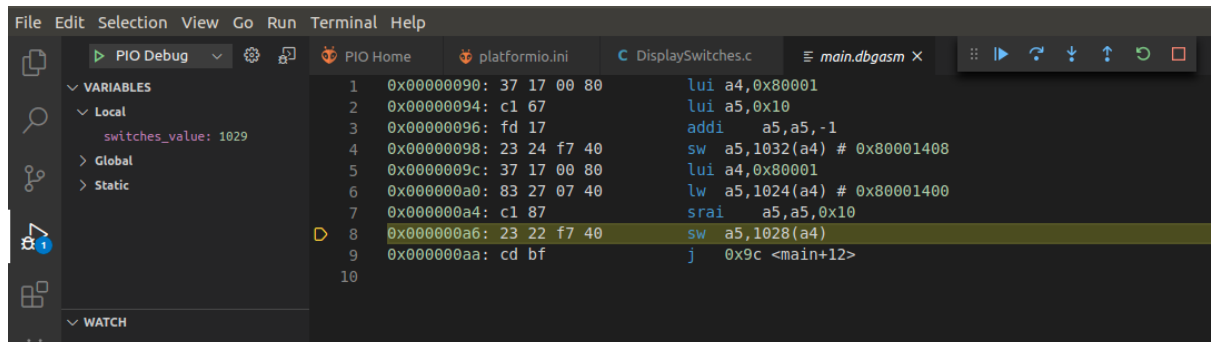 File Edit Selection View Go Run Terminal Help
PIO Debug
PIO Home platformio.ini C DisplaySwitches.c main.dbgasm
VARIABLES
Local
switches_value: 1029
Global
Static
1 0x00000090: 37 17 00 80 lui a4,0x80001
2 0x00000094: c1 67 lui a5,0x10
3 0x00000096: fd 17 addi a5,a5,-1
4 0x00000098: 23 24 f7 40 sw a5,1032(a4) # 0x80001408
5 0x0000009c: 37 17 00 80 lui a4,0x80001
6 0x000000a0: 83 27 07 40 lw a5,1024(a4) # 0x80001400
7 0x000000a4: c1 87 srai a5,a5,0x10
8 0x000000a6: 23 22 f7 40 sw a5,1028(a4)
9 0x000000aa: cd bf j 0x9c <main+12>
10
1
WATCH